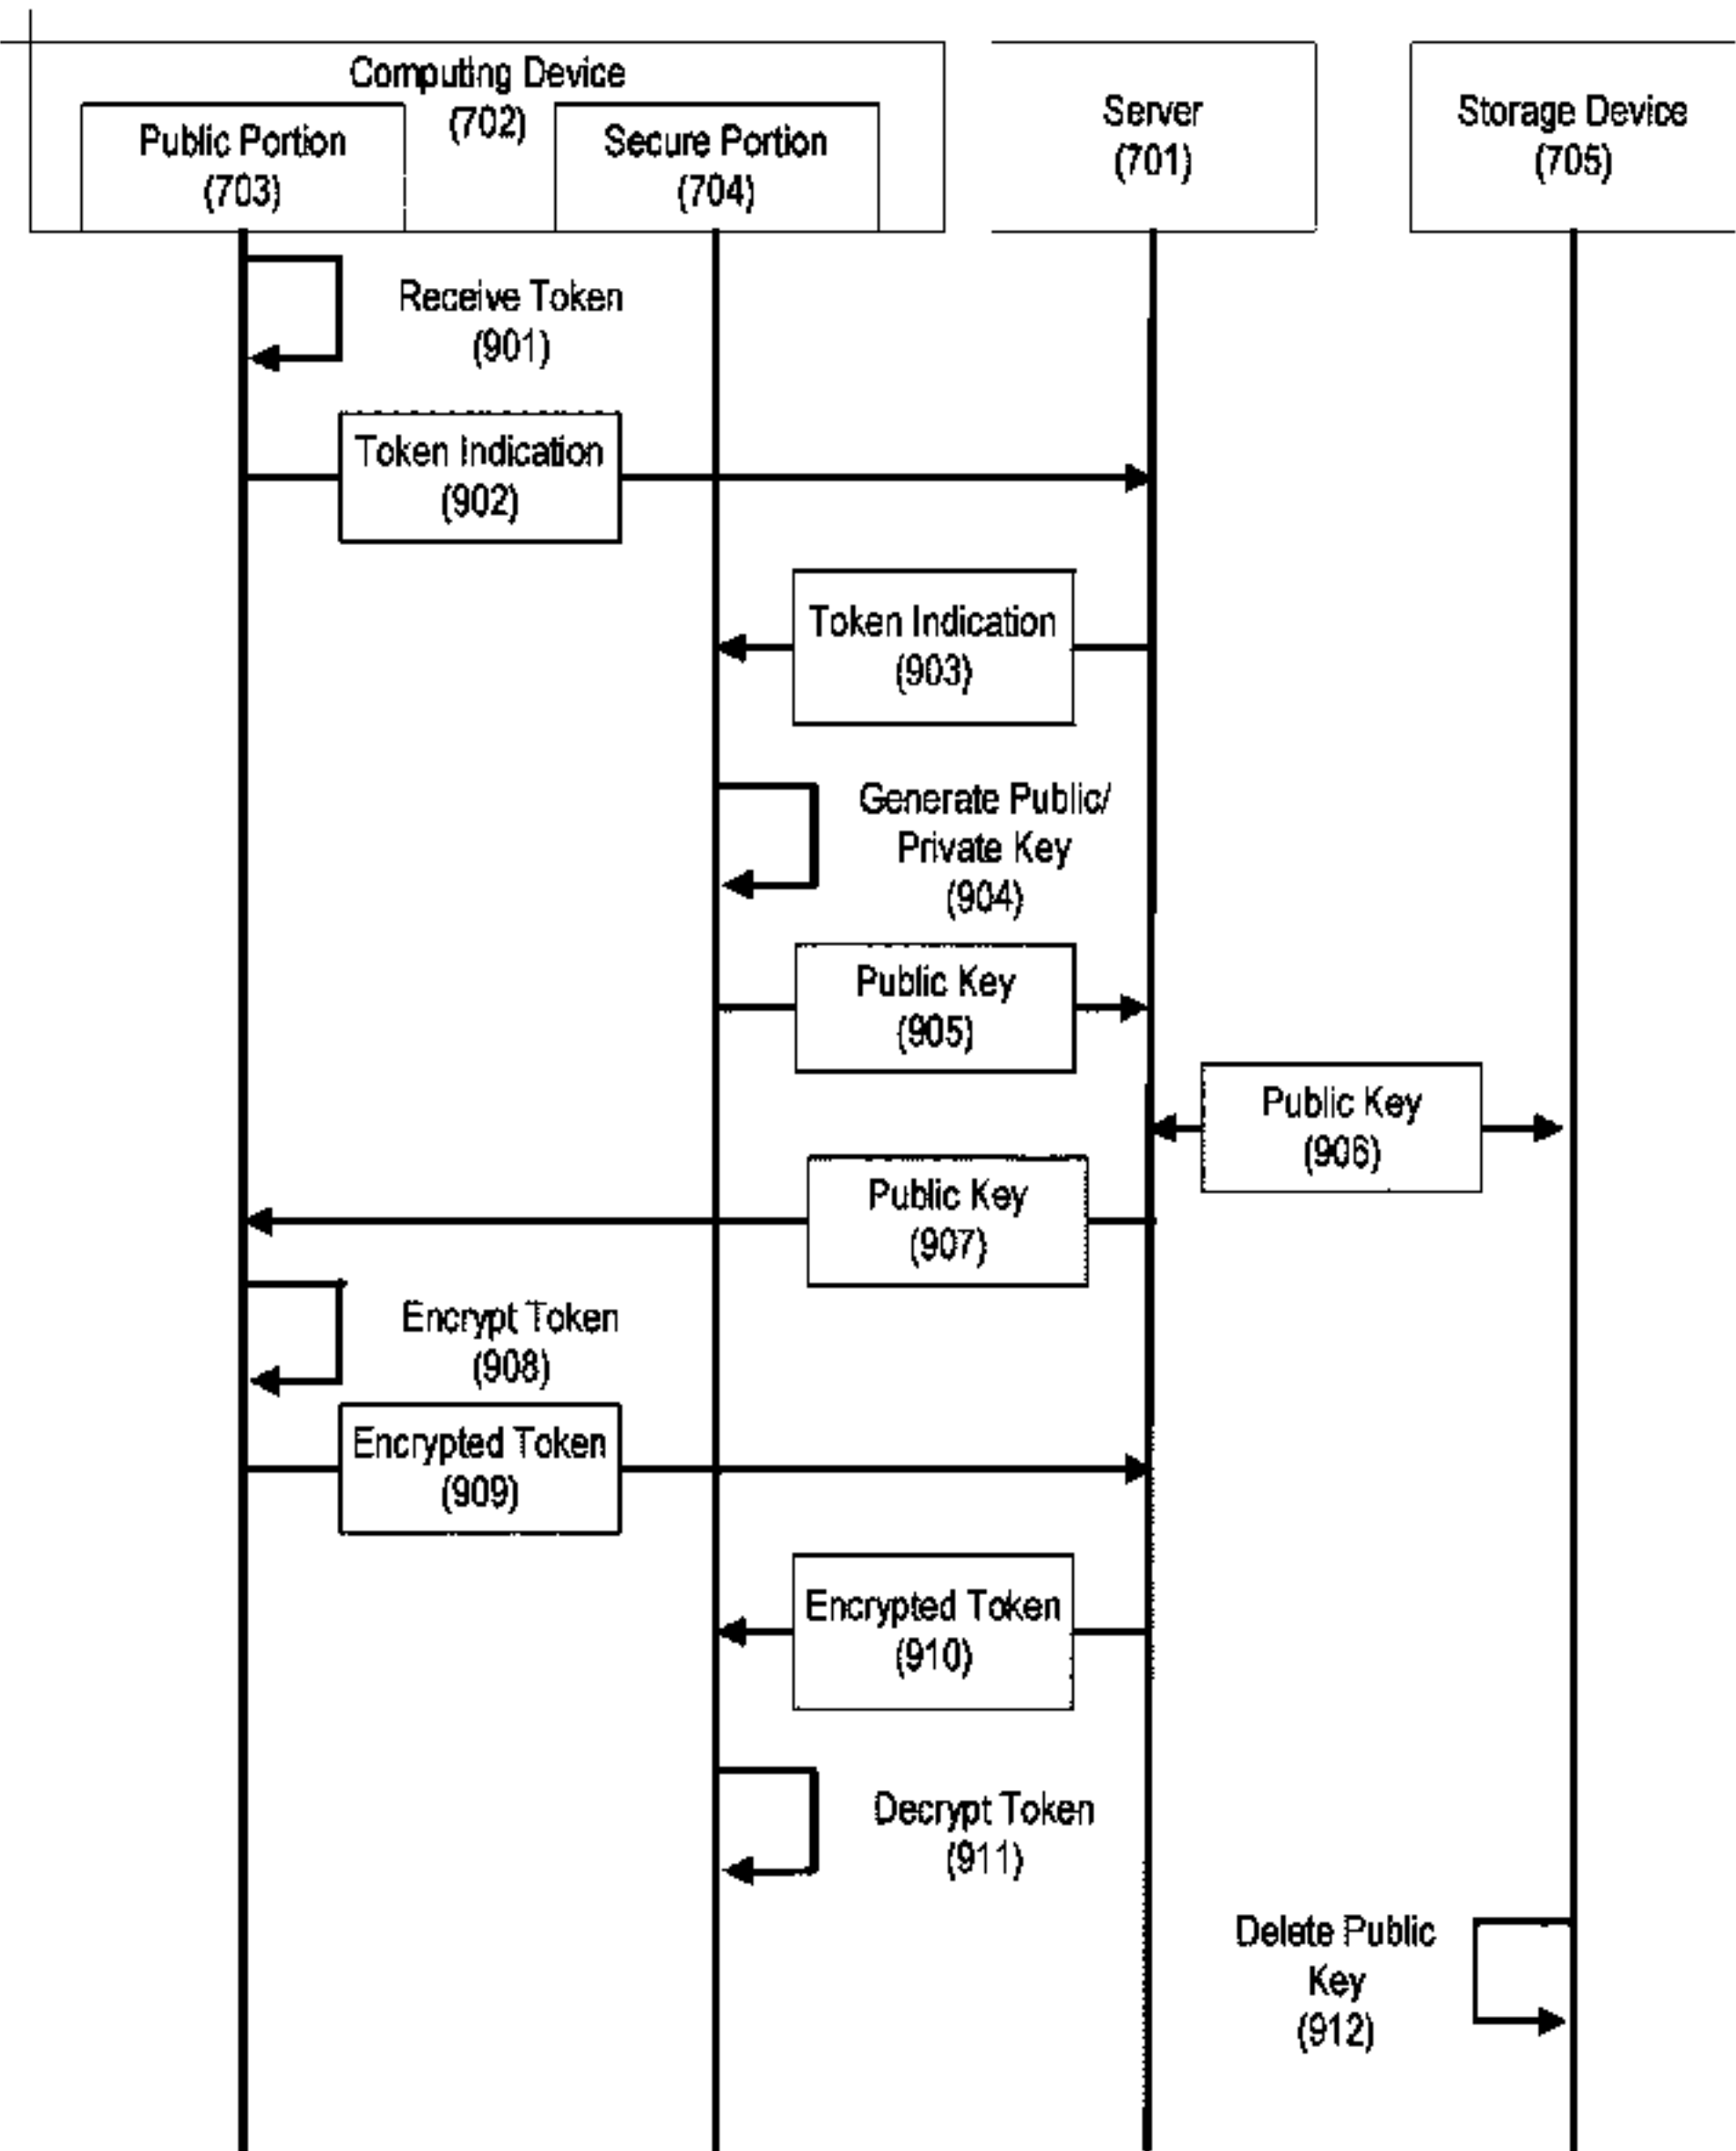 Computing Device
(702)
Public Portion
(703)
Secure Portion
(704)
Server
(701)
Storage Device
(705)
Receive Token
(901)
Token Indication
(902)
Token Indication
(903)
Generate Public/
Private Key
(904)
Public Key
(905)
Public Key
(906)
Public Key
(907)
Encrypt Token
(908)
Encrypted Token
(909)
Encrypted Token
(910)
Decrypt Token
(911)
Delete Public
Key
(912)